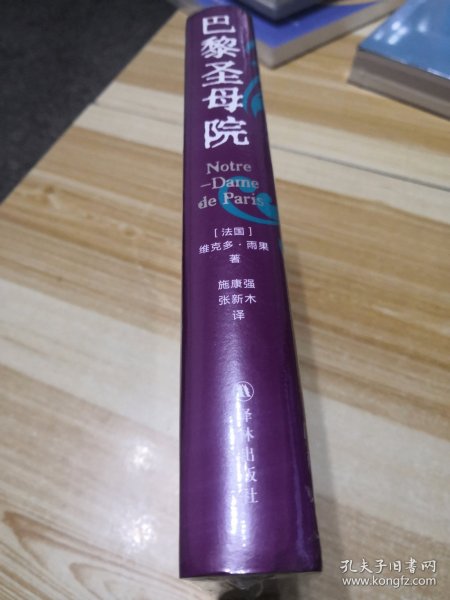 巴黎圣母院
Notre
-Dame
de Paris
[法国]
维克多·雨果
著
施康强
张新木
译
译林出版社
孔夫子旧书网
www.kongfz.com